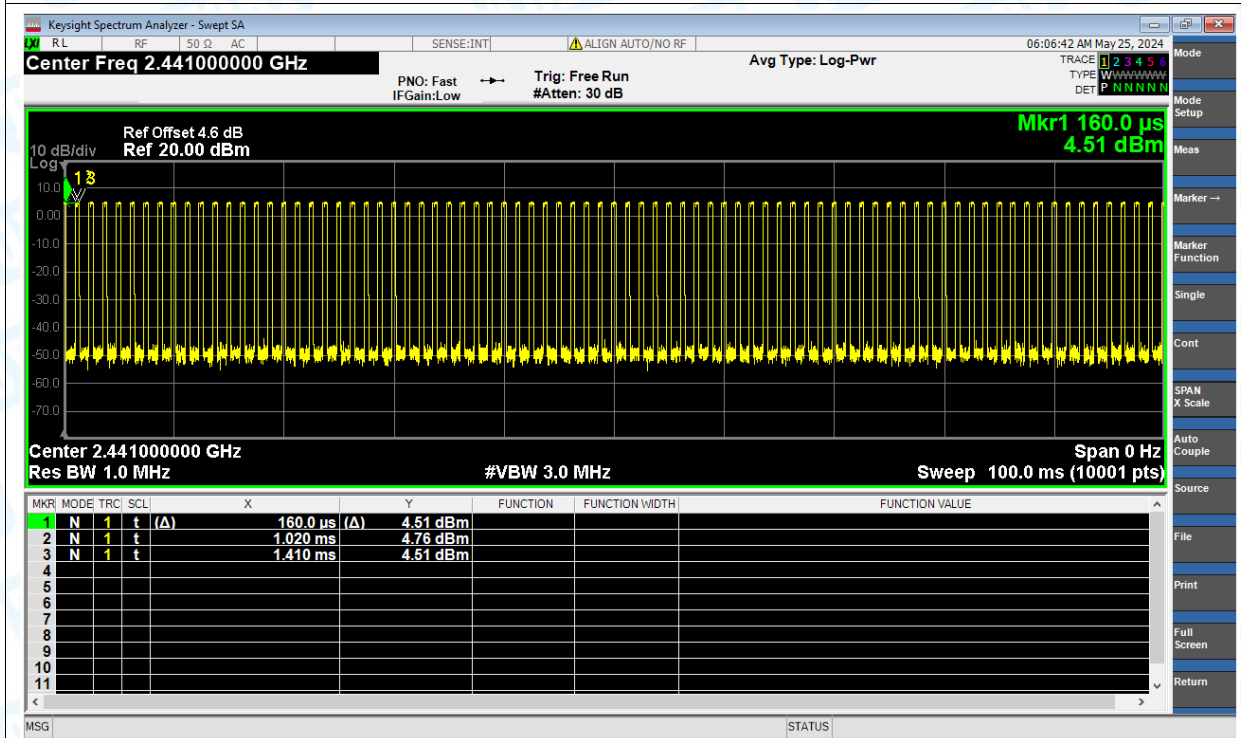 Keysight Spectrum Analyzer - Swept SA
LXI RL RF 50 Ω AC SENSE:INT ALIGN AUTO/NO RF 06:06:42 AM May 25, 2024
Center Freq 2.441000000 GHz
PNO: Fast
IFGain:Low
Trig: Free Run
#Atten: 30 dB
Avg Type: Log-Pwr
TRACE 1 2 3 4 5 6
TYPE WWWWWW
DET P N N N N N
Mkr1 160.0 µs
4.51 dBm
Ref Offset 4.6 dB
10 dB/div Ref 20.00 dBm
Log
1 3
10.0
0.00
-10.0
-20.0
-30.0
-40.0
-50.0
-60.0
-70.0
Center 2.441000000 GHz Span 0 Hz
Res BW 1.0 MHz #VBW 3.0 MHz Sweep 100.0 ms (10001 pts)
MKR MODE TRC SCL X Y FUNCTION FUNCTION WIDTH FUNCTION VALUE
1 N 1 t (Δ) 160.0 µs (Δ) 4.51 dBm
2 N 1 t 1.020 ms 4.76 dBm
3 N 1 t 1.410 ms 4.51 dBm
4
5
6
7
8
9
10
11
MSG STATUS
Mode
Mode Setup
Meas
Marker →
Marker Function
Single
Cont
SPAN X Scale
Auto Couple
Source
File
Print
Full Screen
Return